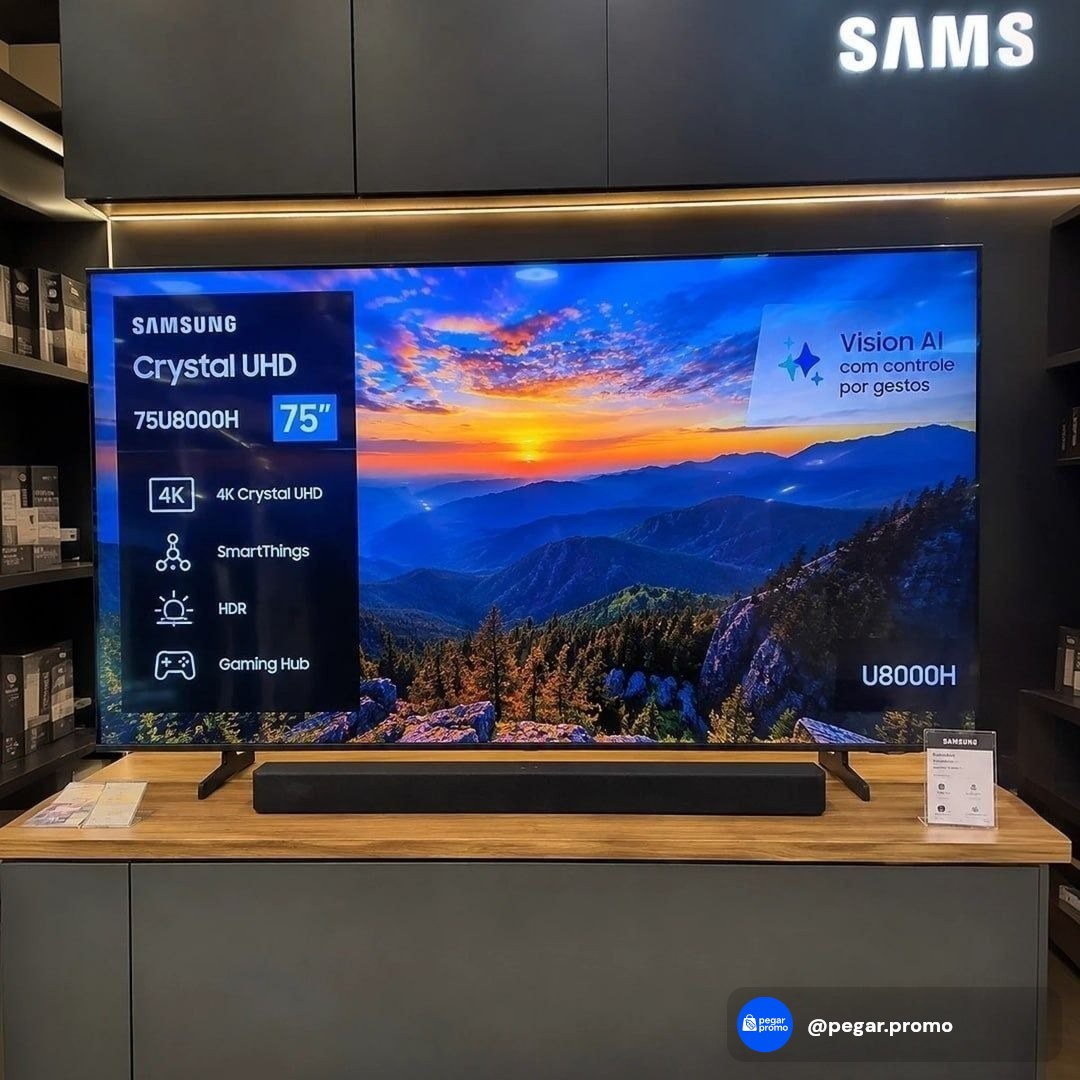 SAMS
SAMSUNG
Crystal UHD
75U8000H
75"
4K
4K Crystal UHD
SmartThings
HDR
Gaming Hub
Vision AI
com controle
por gestos
U8000H
SAMSUNG
pegar
promo
@pegar.promo